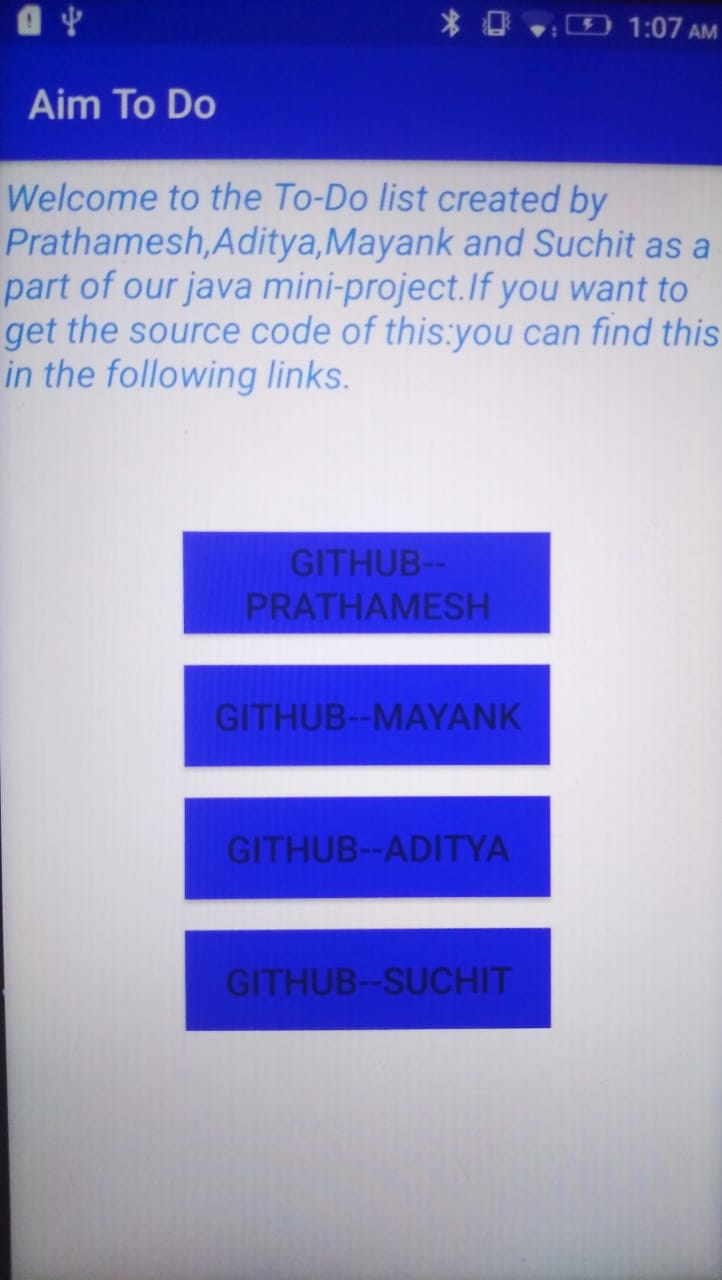 1:07 AM
Aim To Do
Welcome to the To-Do list created by
Prathamesh,Aditya,Mayank and Suchit as a
part of our java mini-project.If you want to
get the source code of this:you can find this
in the following links.
GITHUB--
PRATHAMESH
GITHUB--MAYANK
GITHUB--ADITYA
GITHUB--SUCHIT